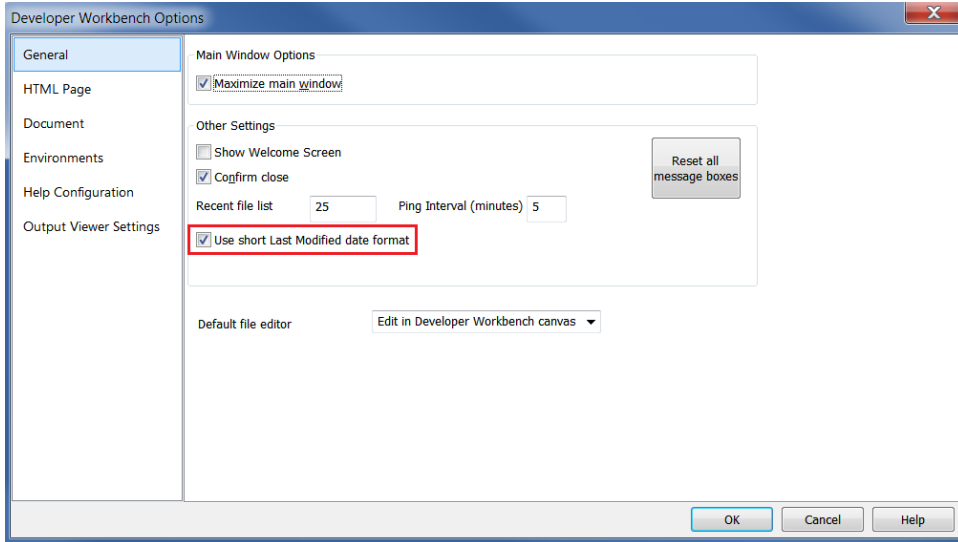 Developer Workbench Options
General
HTML Page
Document
Environments
Help Configuration
Output Viewer Settings
Main Window Options
Maximize main window
Other Settings
Show Welcome Screen
Confirm close
Recent file list 25 Ping Interval (minutes) 5
Use short Last Modified date format
Reset all
message boxes
Default file editor Edit in Developer Workbench canvas
OK Cancel Help